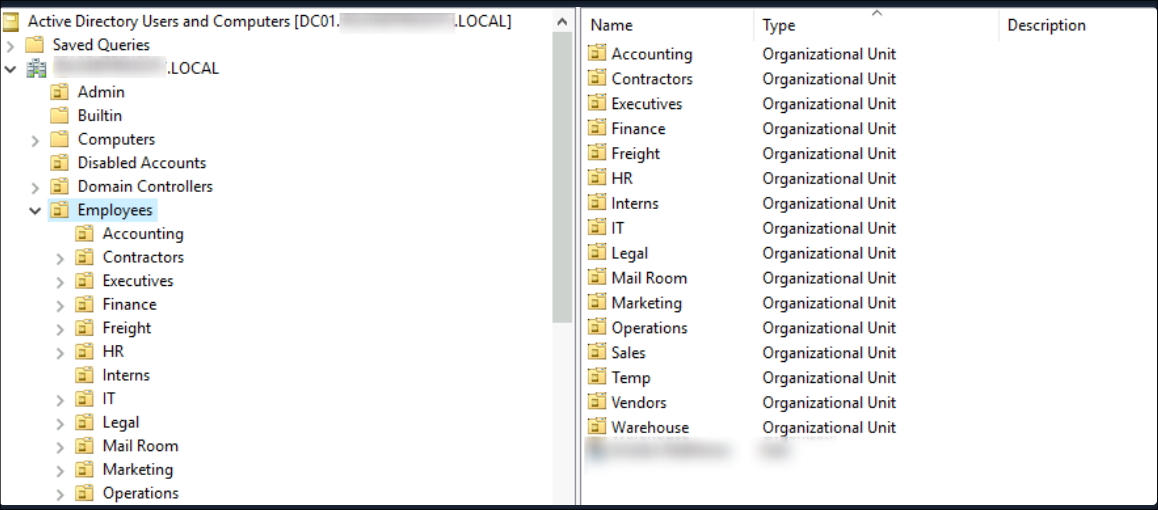 Active Directory Users and Computers [DC01. .LOCAL]
Saved Queries
.LOCAL
Admin
Builtin
Computers
Disabled Accounts
Domain Controllers
Employees
Accounting
Contractors
Executives
Finance
Freight
HR
Interns
IT
Legal
Mail Room
Marketing
Operations
Name Type Description
Accounting Organizational Unit
Contractors Organizational Unit
Executives Organizational Unit
Finance Organizational Unit
Freight Organizational Unit
HR Organizational Unit
Interns Organizational Unit
IT Organizational Unit
Legal Organizational Unit
Mail Room Organizational Unit
Marketing Organizational Unit
Operations Organizational Unit
Sales Organizational Unit
Temp Organizational Unit
Vendors Organizational Unit
Warehouse Organizational Unit